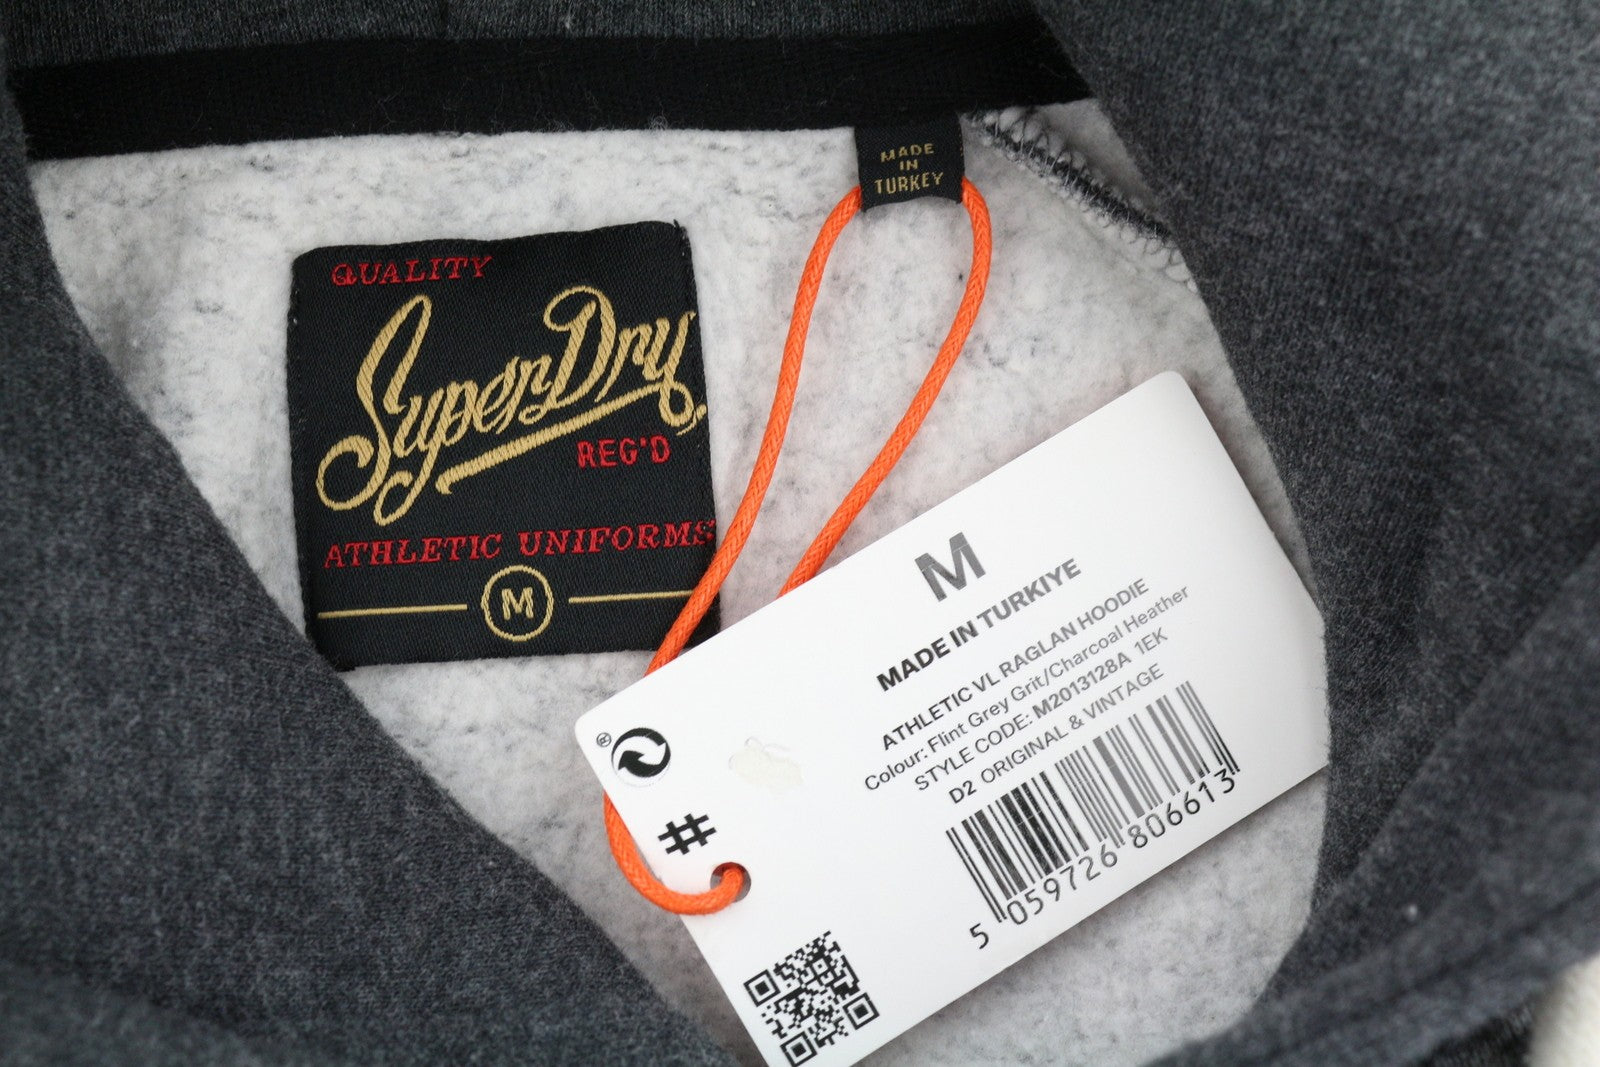 MADE
IN
TURKEY
QUALITY
SuperDry
REG'D
ATHLETIC UNIFORMS
M
M
MADE IN TURKIYE
ATHLETIC VL RAGLAN HOODIE
Colour: Flint Grey Grit/Charcoal Heather
STYLE CODE: M2013128A 1EK
D2 ORIGINAL & VINTAGE
5 059726 806613
®
#